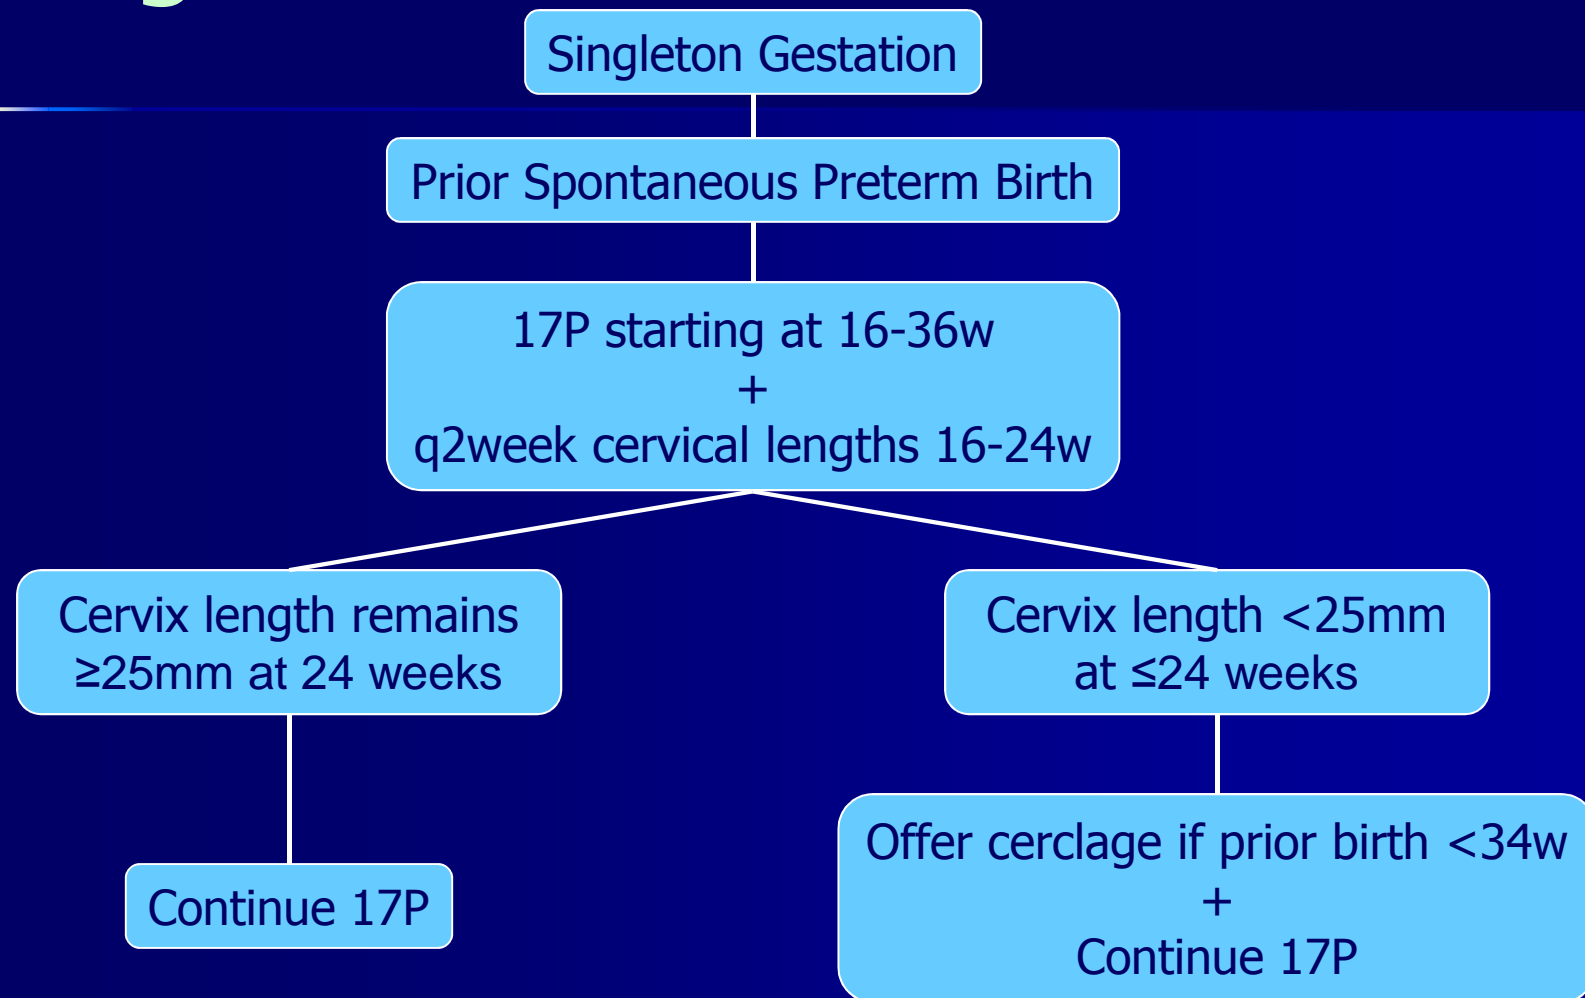 Singleton Gestation
Prior Spontaneous Preterm Birth
17P starting at 16-36w
+
q2week cervical lengths 16-24w
Cervix length remains
≥25mm at 24 weeks
Cervix length <25mm
at ≤24 weeks
Continue 17P
Offer cerclage if prior birth <34w
+
Continue 17P